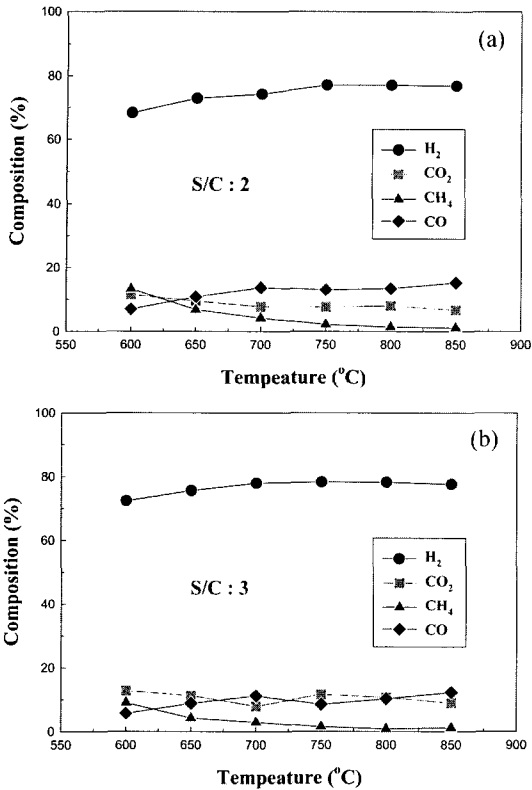 (a)
100
80
60
40
20
0
Composition (%)
S/C : 2
H2
CO2
CH4
CO
550 600 650 700 750 800 850 900
Tempeature (°C)
(b)
100
80
60
40
20
0
Composition (%)
S/C : 3
H2
CO2
CH4
CO
550 600 650 700 750 800 850 900
Tempeature (°C)